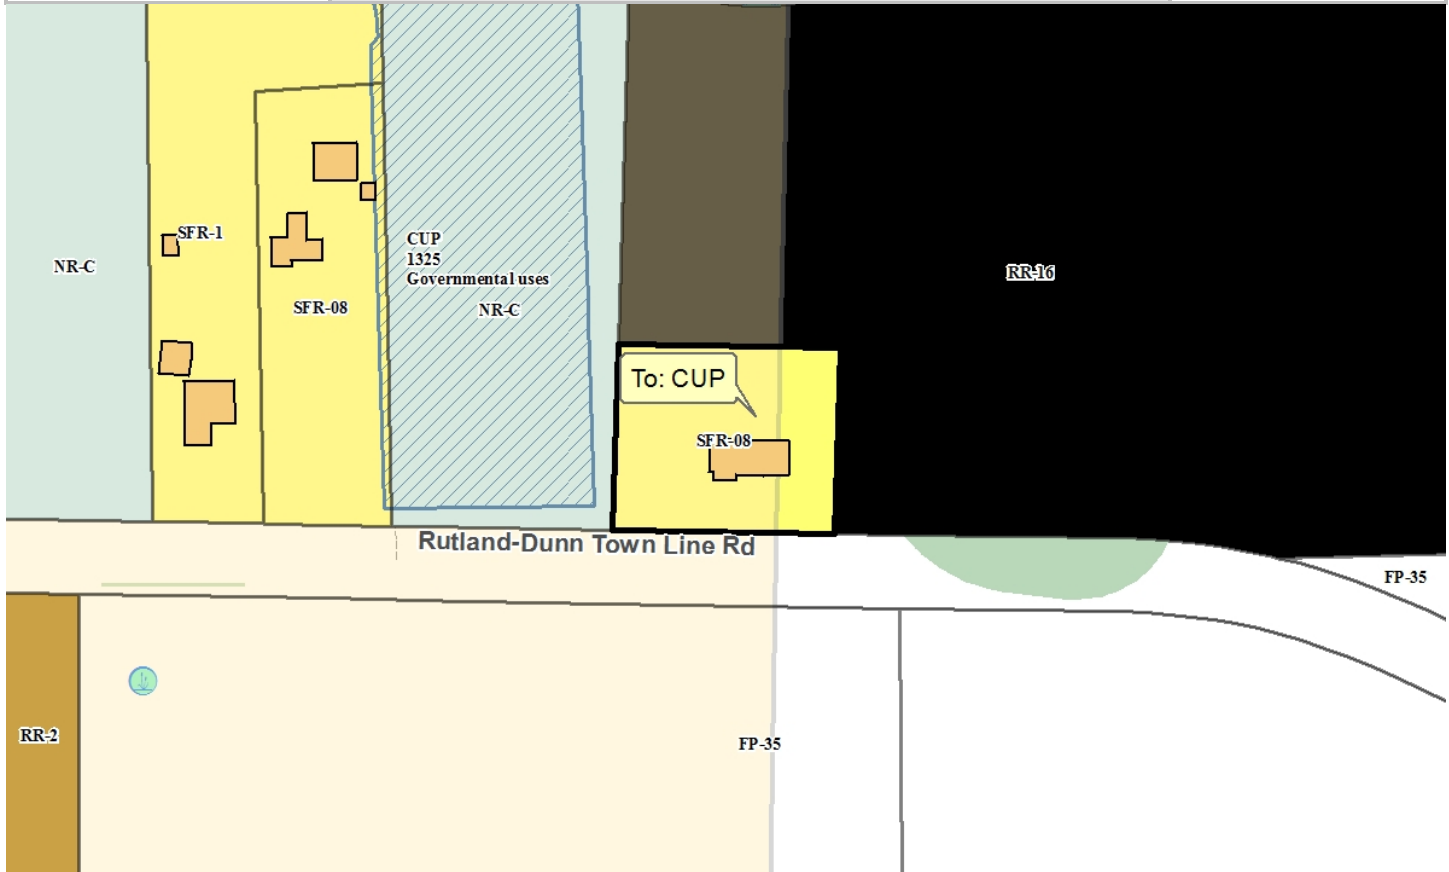 SFR-1
NR-C
CUP
1325
Governmental uses
NR-C
SFR-08
RR-16
To: CUP
SFR-08
Rutland-Dunn Town Line Rd
FP-35
RR-2
FP-35